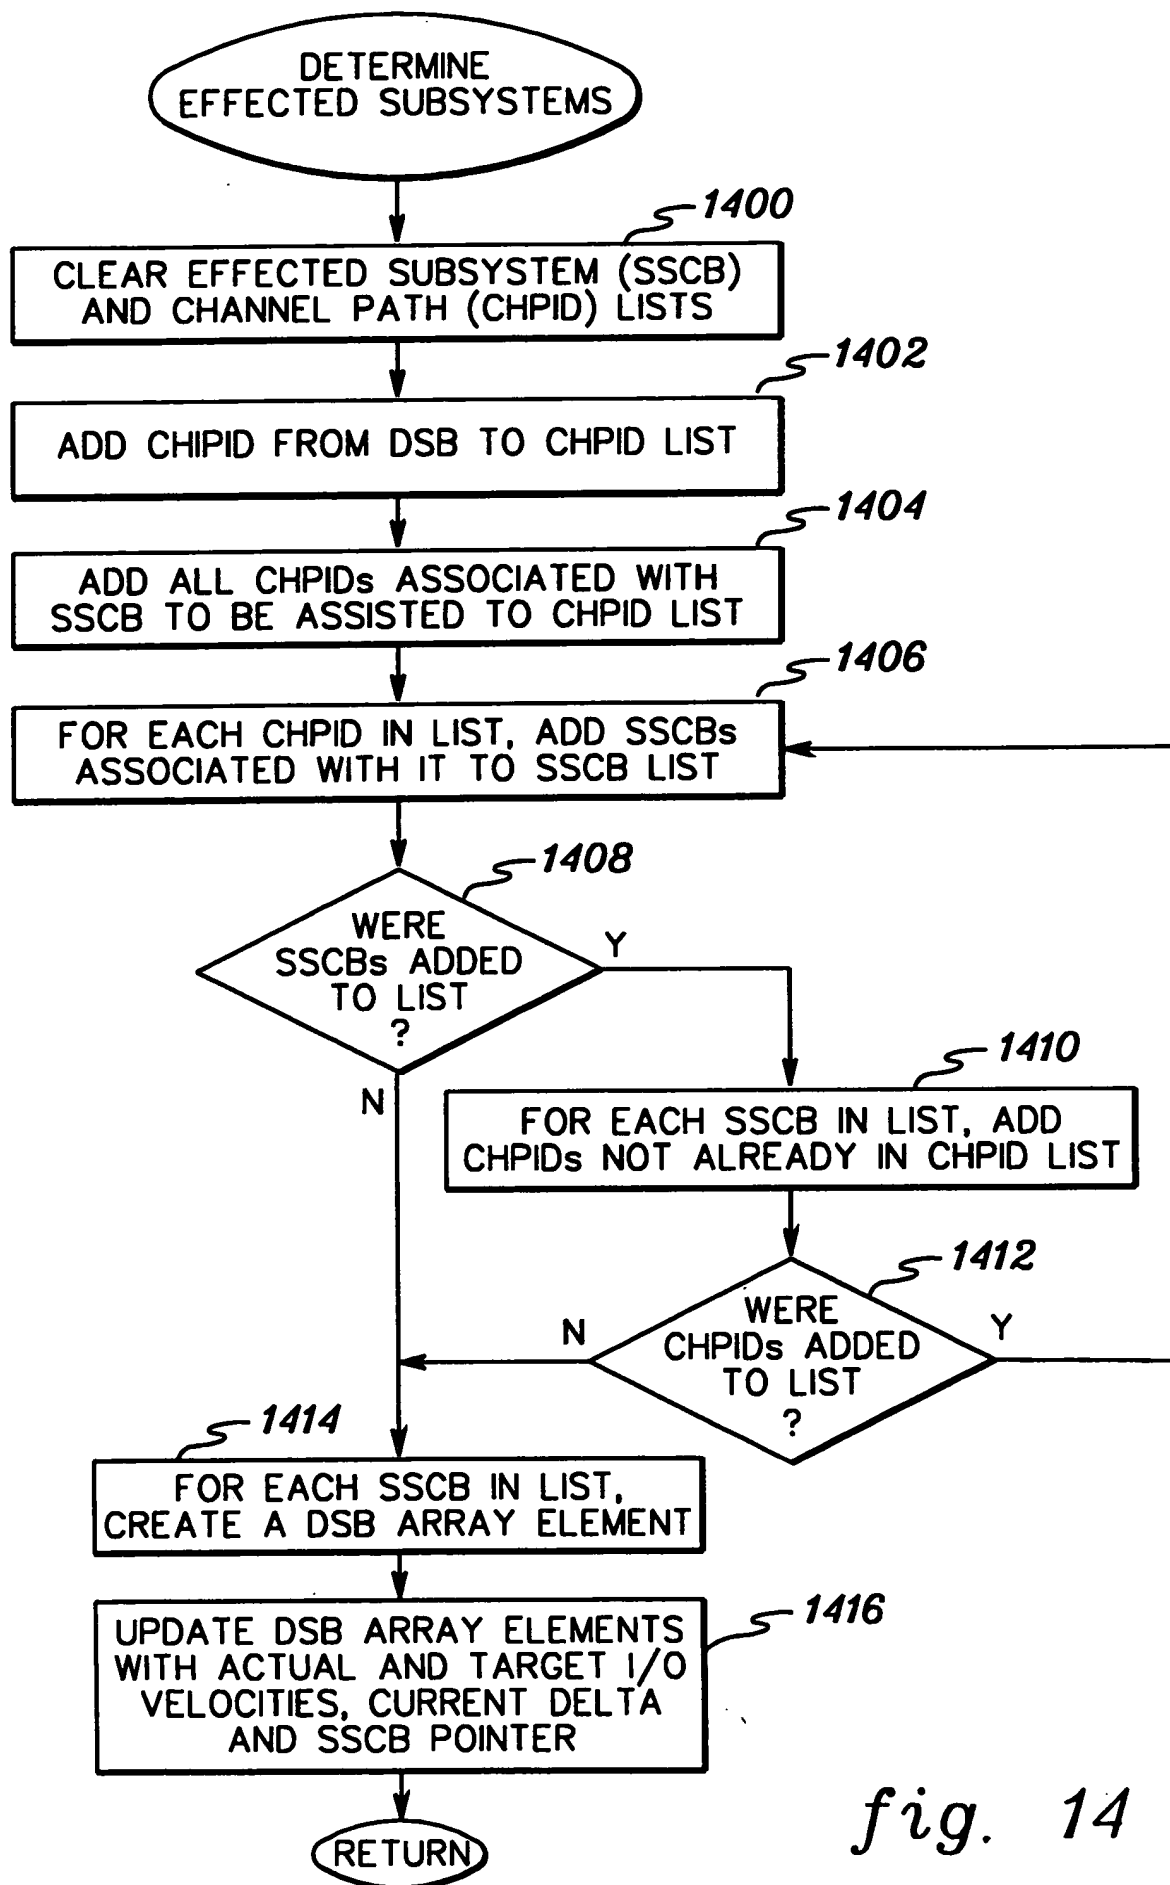 DETERMINE
EFFECTED SUBSYSTEMS
1400
CLEAR EFFECTED SUBSYSTEM (SSCB)
AND CHANNEL PATH (CHPID) LISTS
1402
ADD CHIPID FROM DSB TO CHPID LIST
1404
ADD ALL CHPIDs ASSOCIATED WITH
SSCB TO BE ASSISTED TO CHPID LIST
1406
FOR EACH CHPID IN LIST, ADD SSCBs
ASSOCIATED WITH IT TO SSCB LIST
1408
WERE
SSCBs ADDED
TO LIST
?
Y
N
1410
FOR EACH SSCB IN LIST, ADD
CHPIDs NOT ALREADY IN CHPID LIST
1412
WERE
CHPIDs ADDED
TO LIST
?
N
Y
1414
FOR EACH SSCB IN LIST,
CREATE A DSB ARRAY ELEMENT
1416
UPDATE DSB ARRAY ELEMENTS
WITH ACTUAL AND TARGET I/O
VELOCITIES, CURRENT DELTA
AND SSCB POINTER
RETURN
fig. 14